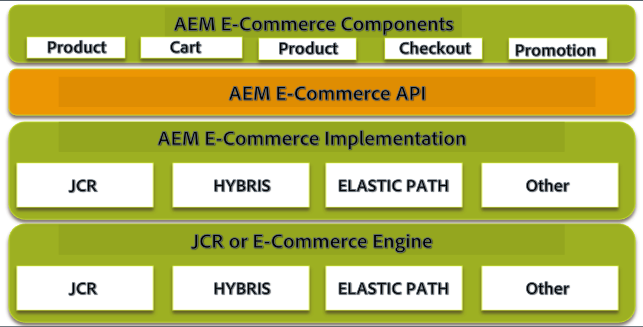 AEM E-Commerce Components
Product Cart Product Checkout Promotion
AEM E-Commerce API
AEM E-Commerce Implementation
JCR HYBRIS ELASTIC PATH Other
JCR or E-Commerce Engine
JCR HYBRIS ELASTIC PATH Other